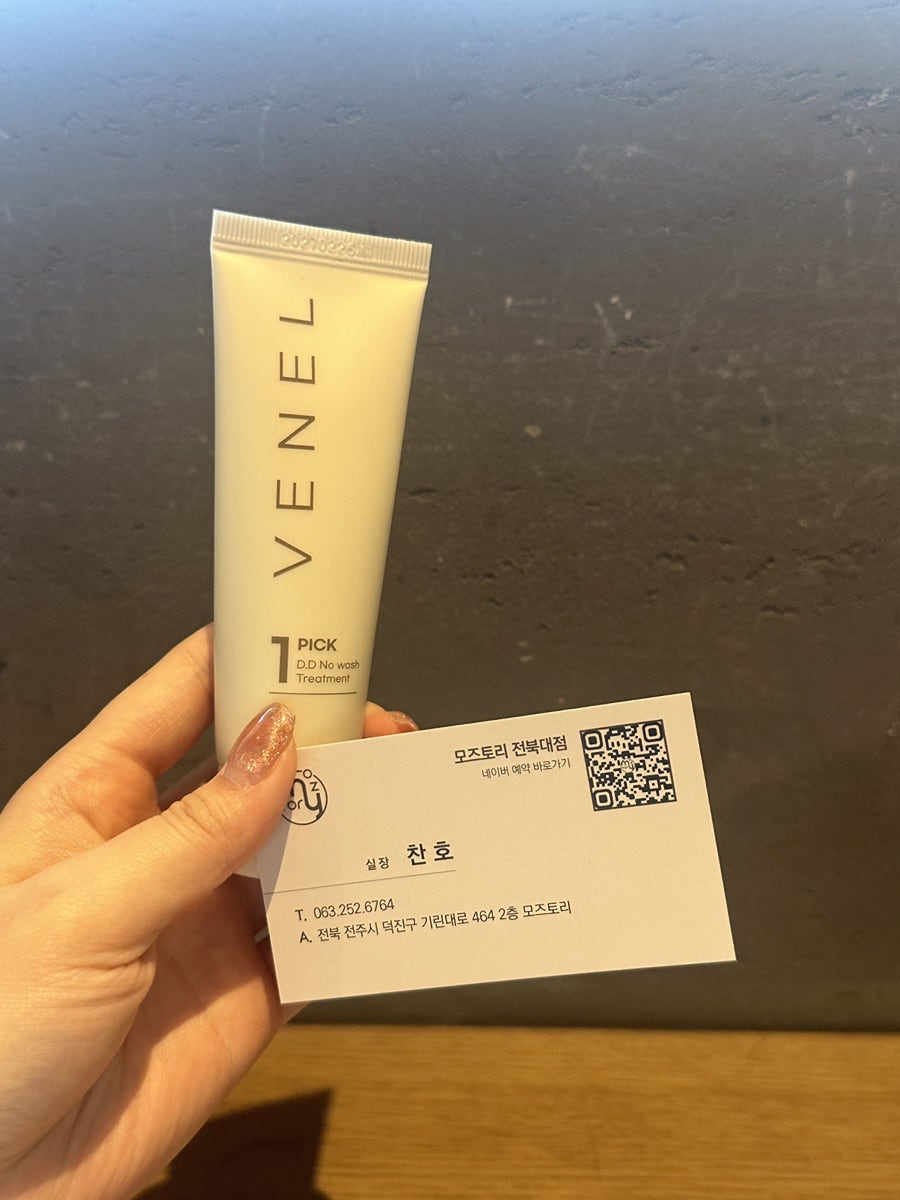 VENEL
1 PICK
D.D No wash
Treatment
모즈토리 전북대점
네이버 예약 바로가기
실장 찬호
T. 063.252.6764
A. 전북 전주시 덕진구 기린대로 464 2층 모즈토리